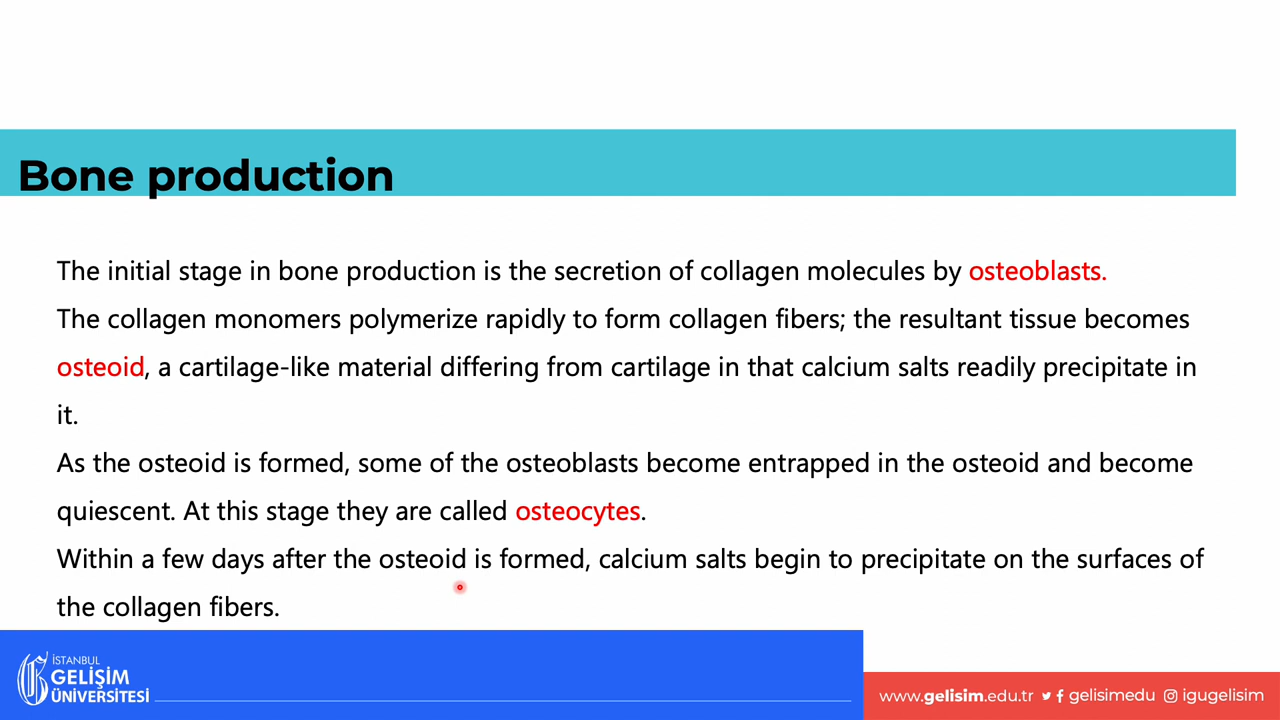 Bone production
The initial stage in bone production is the secretion of collagen molecules by osteoblasts.
The collagen monomers polymerize rapidly to form collagen fibers; the resultant tissue becomes
osteoid, a cartilage-like material differing from cartilage in that calcium salts readily precipitate in
it.
As the osteoid is formed, some of the osteoblasts become entrapped in the osteoid and become
quiescent. At this stage they are called osteocytes.
Within a few days after the osteoid is formed, calcium salts begin to precipitate on the surfaces of
the collagen fibers.
İSTANBUL
GELİŞİM
ÜNİVERSİTESİ
www.gelisim.edu.tr gelisimedu igugelisim